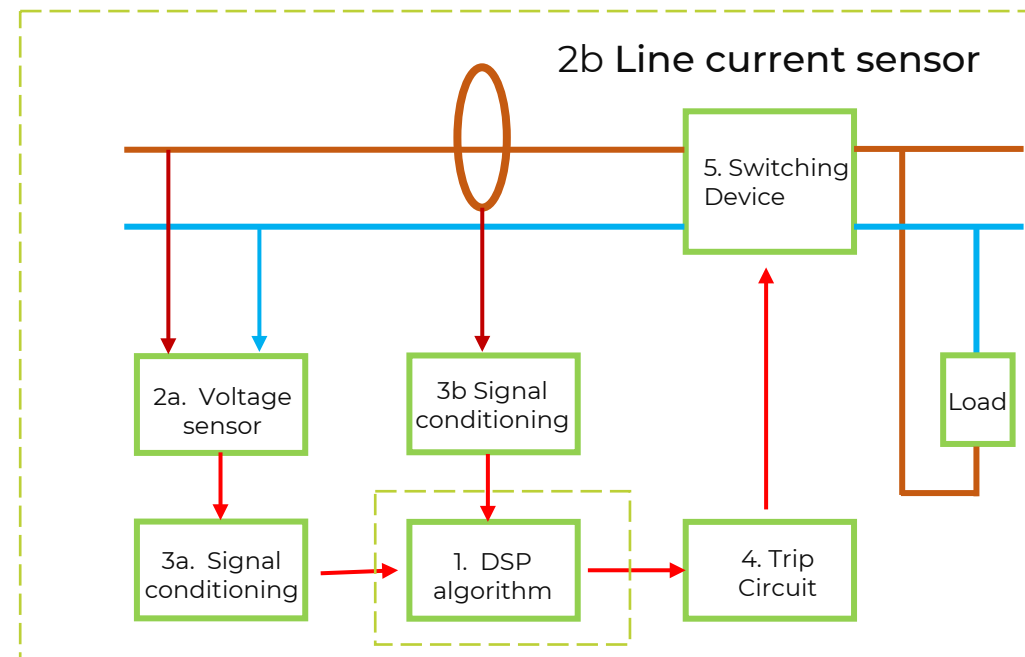 2b Line current sensor
5. Switching
Device
2a. Voltage
sensor
3b Signal
conditioning
Load
3a. Signal
conditioning
1. DSP
algorithm
4. Trip
Circuit